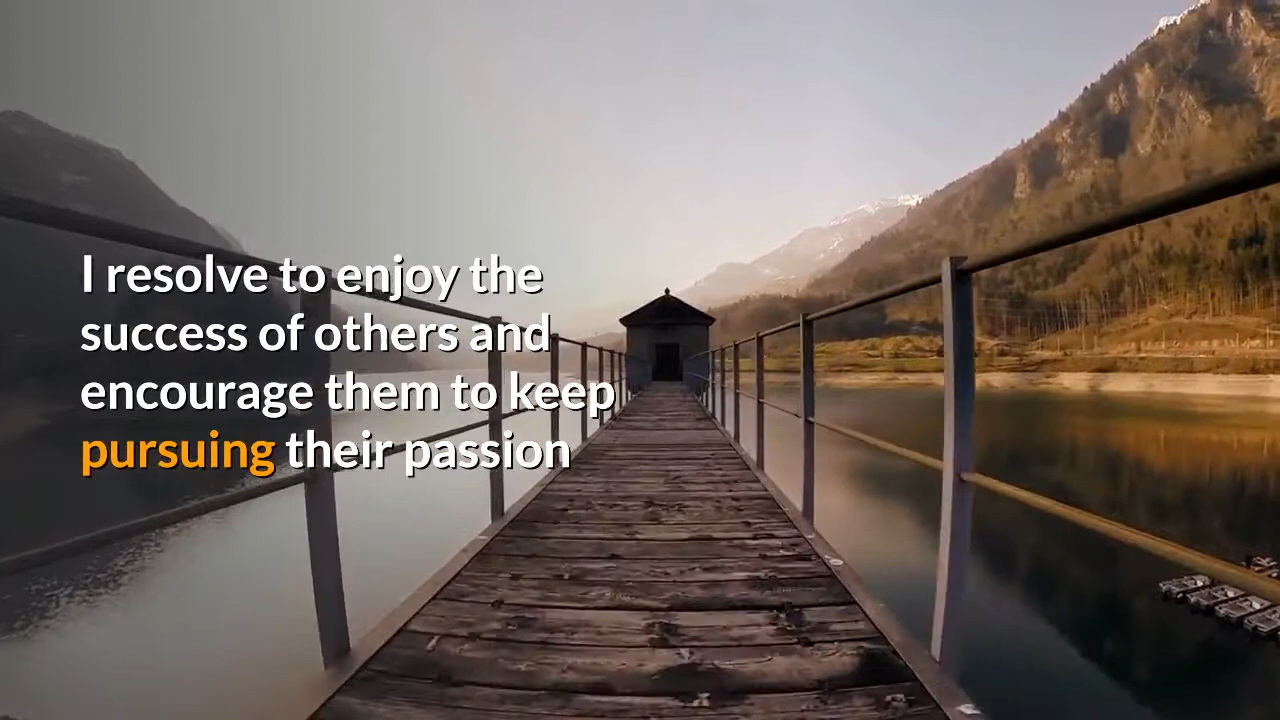 I resolve to enjoy the
success of others and
encourage them to keep
pursuing their passion